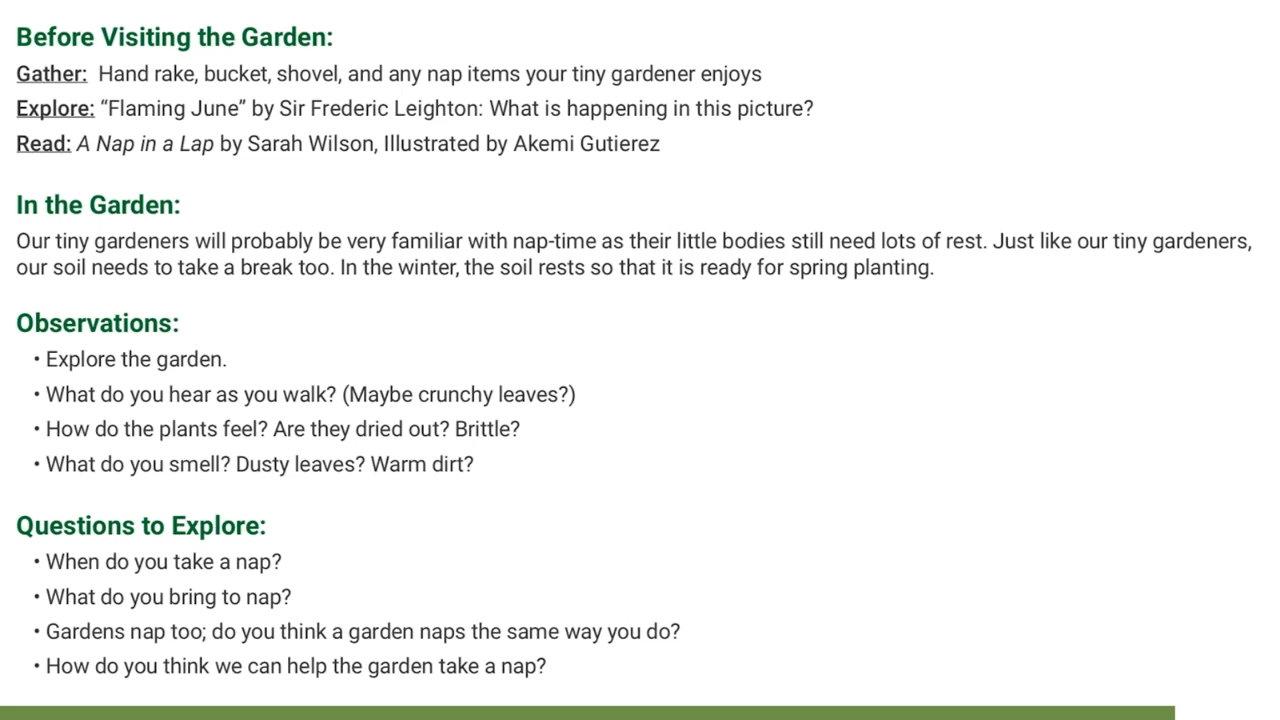 Before Visiting the Garden:
Gather: Hand rake, bucket, shovel, and any nap items your tiny gardener enjoys
Explore: “Flaming June” by Sir Frederic Leighton: What is happening in this picture?
Read: A Nap in a Lap by Sarah Wilson, Illustrated by Akemi Gutierez
In the Garden:
Our tiny gardeners will probably be very familiar with nap-time as their little bodies still need lots of rest. Just like our tiny gardeners,
our soil needs to take a break too. In the winter, the soil rests so that it is ready for spring planting.
Observations:
• Explore the garden.
• What do you hear as you walk? (Maybe crunchy leaves?)
• How do the plants feel? Are they dried out? Brittle?
• What do you smell? Dusty leaves? Warm dirt?
Questions to Explore:
• When do you take a nap?
• What do you bring to nap?
• Gardens nap too; do you think a garden naps the same way you do?
• How do you think we can help the garden take a nap?